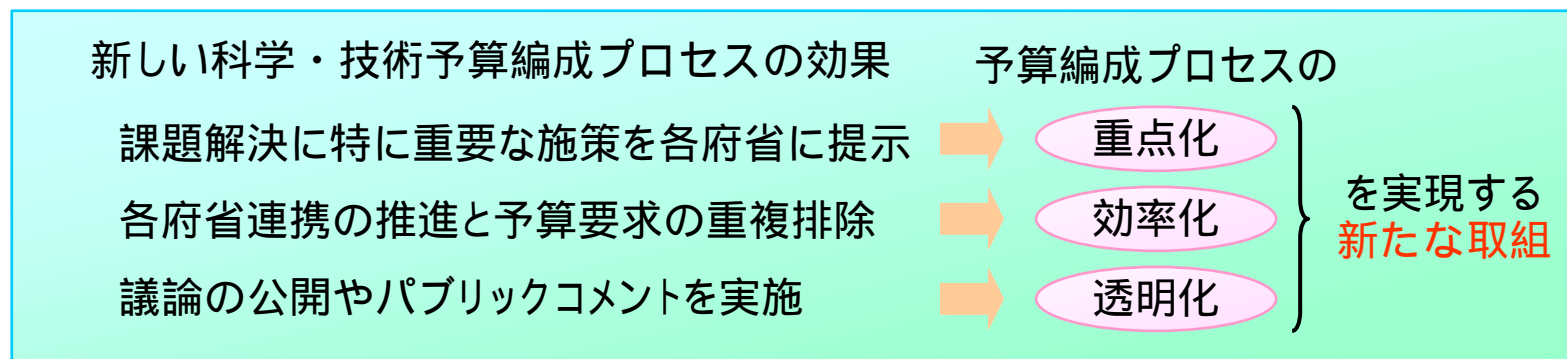 新しい科学・技術予算編成プロセスの効果
予算編成プロセスの
課題解決に特に重要な施策を各府省に提示
重点化
各府省連携の推進と予算要求の重複排除
効率化
議論の公開やパブリックコメントを実施
透明化
を実現する
新たな取組